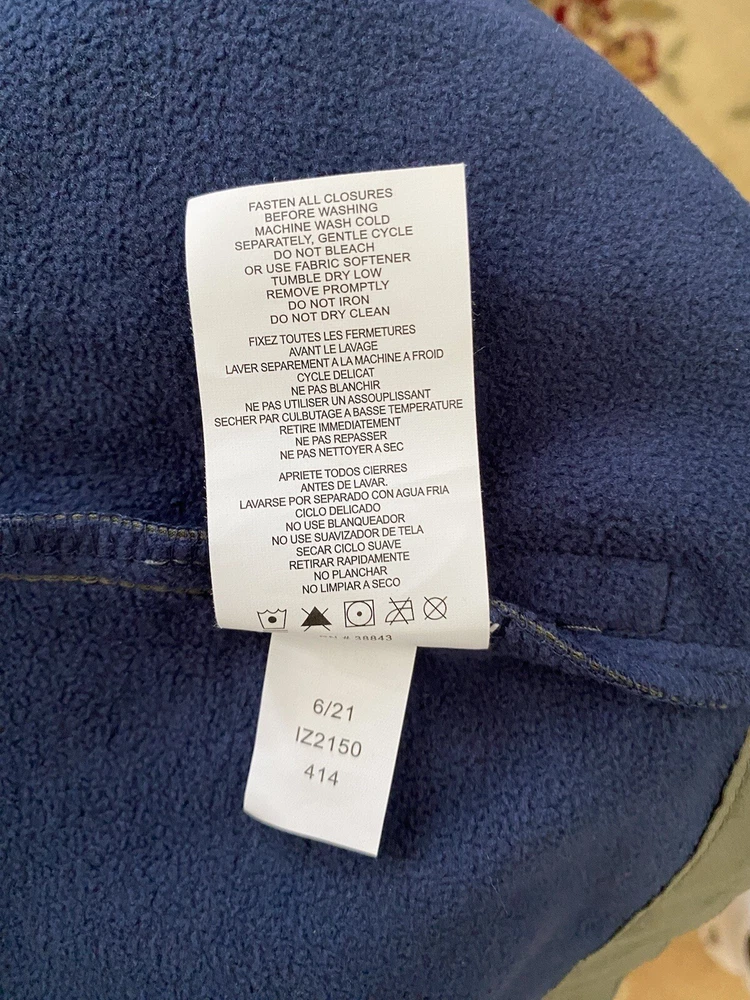 FASTEN ALL CLOSURES
BEFORE WASHING
MACHINE WASH COLD
SEPARATELY, GENTLE CYCLE
DO NOT BLEACH
OR USE FABRIC SOFTENER
TUMBLE DRY LOW
REMOVE PROMPTLY
DO NOT IRON
DO NOT DRY CLEAN
FIXEZ TOUTES LES FERMETURES
AVANT LE LAVAGE
LAVER SEPAREMENT A LA MACHINE A FROID
CYCLE DELICAT
NE PAS BLANCHIR
NE PAS UTILISER UN ASSOUPLISSANT
SECHER PAR CULBUTAGE A BASSE TEMPERATURE
RETIRE IMMEDIATEMENT
NE PAS REPASSER
NE PAS NETTOYER A SEC
APRIETE TODOS CIERRES
ANTES DE LAVAR.
LAVARSE POR SEPARADO CON AGUA FRIA
CICLO DELICADO
NO USE BLANQUEADOR
NO USE SUAVIZADOR DE TELA
SECAR CICLO SUAVE
RETIRAR RAPIDAMENTE
NO PLANCHAR
NO LIMPIAR A SECO
# 38843
6/21
IZ2150
414